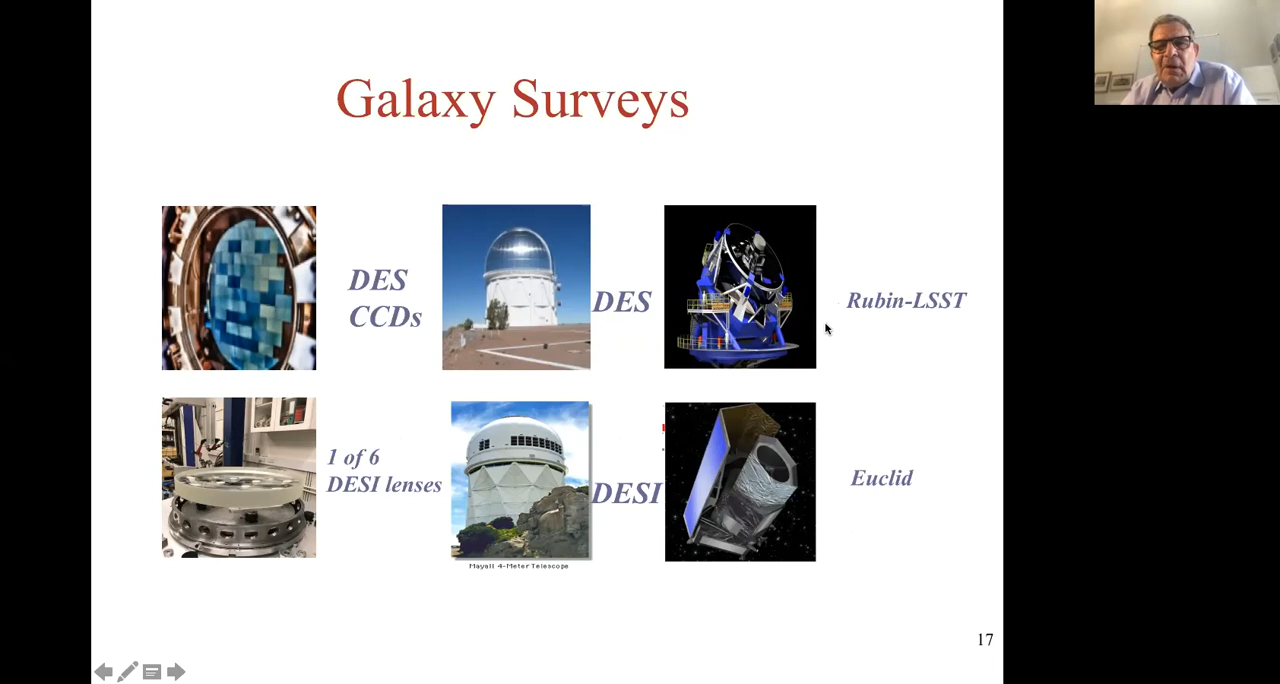 Galaxy Surveys
DES
CCDs
DES
Rubin-LSST
1 of 6
DESI lenses
DESI
Euclid
Mayall 4-Meter Telescope
17